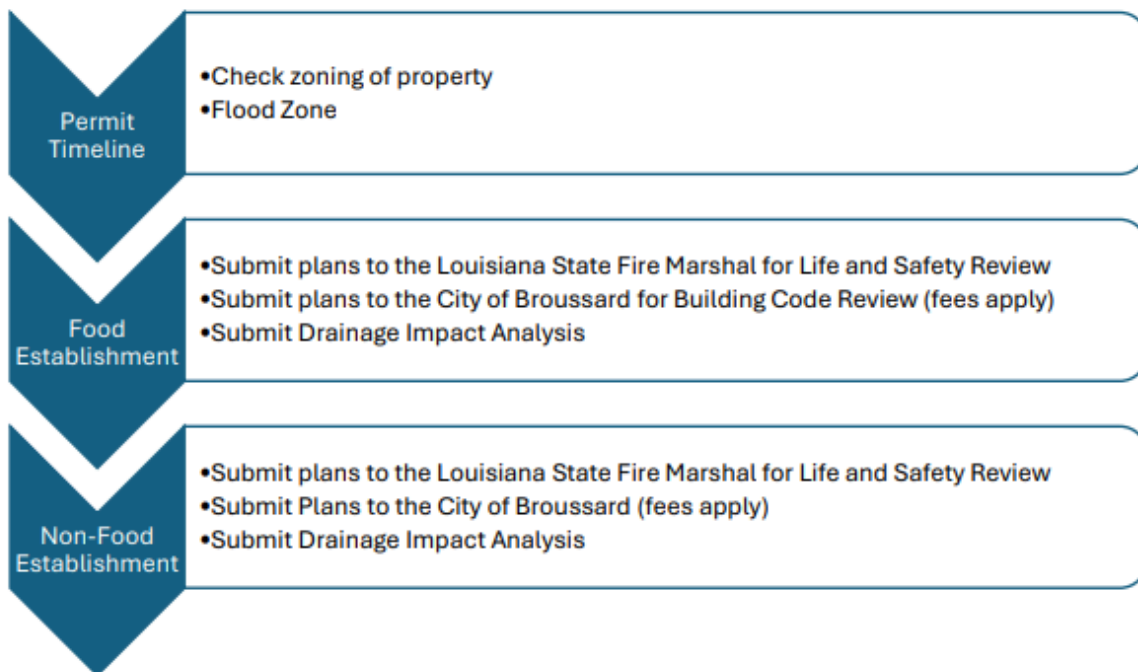 Permit
Timeline
•Check zoning of property
•Flood Zone
Food
Establishment
•Submit plans to the Louisiana State Fire Marshal for Life and Safety Review
•Submit plans to the City of Broussard for Building Code Review (fees apply)
•Submit Drainage Impact Analysis
Non-Food
Establishment
•Submit plans to the Louisiana State Fire Marshal for Life and Safety Review
•Submit Plans to the City of Broussard (fees apply)
•Submit Drainage Impact Analysis